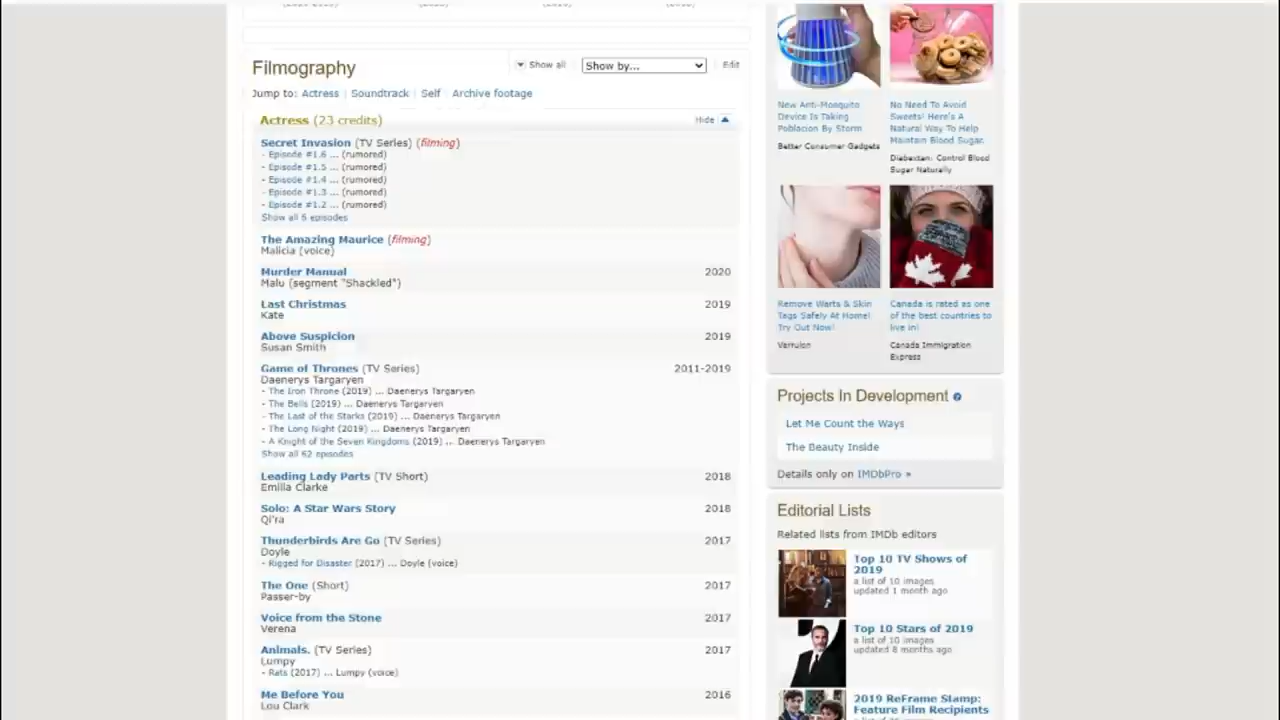 Filmography
Show all
Show by...
Edit
Jump to: Actress | Soundtrack | Self | Archive footage
Actress (23 credits)
Hide
Secret Invasion (TV Series) (filming)
- Episode #1.6 ... (rumored)
- Episode #1.5 ... (rumored)
- Episode #1.4 ... (rumored)
- Episode #1.3 ... (rumored)
- Episode #1.2 ... (rumored)
Show all 6 episodes
The Amazing Maurice (filming)
Malicia (voice)
Murder Manual 2020
Malu (segment "Shackled")
Last Christmas 2019
Kate
Above Suspicion 2019
Susan Smith
Game of Thrones (TV Series) 2011-2019
Daenerys Targaryen
- The Iron Throne (2019) ... Daenerys Targaryen
- The Bells (2019) ... Daenerys Targaryen
- The Last of the Starks (2019) ... Daenerys Targaryen
- The Long Night (2019) ... Daenerys Targaryen
- A Knight of the Seven Kingdoms (2019) ... Daenerys Targaryen
Show all 62 episodes
Leading Lady Parts (TV Short) 2018
Emilia Clarke
Solo: A Star Wars Story 2018
Qi'ra
Thunderbirds Are Go (TV Series) 2017
Doyle
- Rigged for Disaster (2017) ... Doyle (voice)
The One (Short) 2017
Passer-by
Voice from the Stone 2017
Verena
Animals. (TV Series) 2017
Lumpy
- Rats (2017) ... Lumpy (voice)
Me Before You 2016
Lou Clark
New Anti-Mosquito
Device Is Taking
Poblacion By Storm
Better Consumer Gadgets
No Need To Avoid
Sweets! Here's A
Natural Way To Help
Maintain Blood Sugar.
Diabextan: Control Blood
Sugar Naturally
Remove Warts & Skin
Tags Safely At Home!
Try Out Now!
Verrulon
Canada is rated as one
of the best countries to
live in!
Canada Immigration
Express
Projects In Development
Let Me Count the Ways
The Beauty Inside
Details only on IMDbPro »
Editorial Lists
Related lists from IMDb editors
Top 10 TV Shows of
2019
a list of 10 images
updated 1 month ago
Top 10 Stars of 2019
a list of 10 images
updated 8 months ago
2019 ReFrame Stamp:
Feature Film Recipients